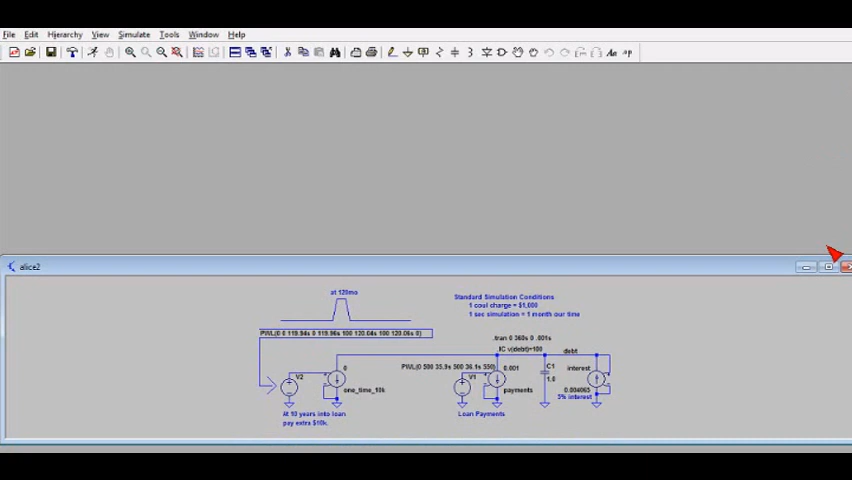 File Edit Hierarchy View Simulate Tools Window Help
alice2
at 120mo
PWL(0 0 119.94s 0 119.96s 100 120.04s 100 120.06s 0)
Standard Simulation Conditions
1 coul charge = $1,000
1 sec simulation = 1 month our time
.tran 0 360s 0 .001s
.IC v(debt)=100
debt
PWL(0 500 35.9s 500 36.1s 550)
V2
0
one_time_10k
V1
0.001
payments
C1
1.0
interest
0.004065
5% interest
At 10 years into loan
pay extra $10k.
Loan Payments